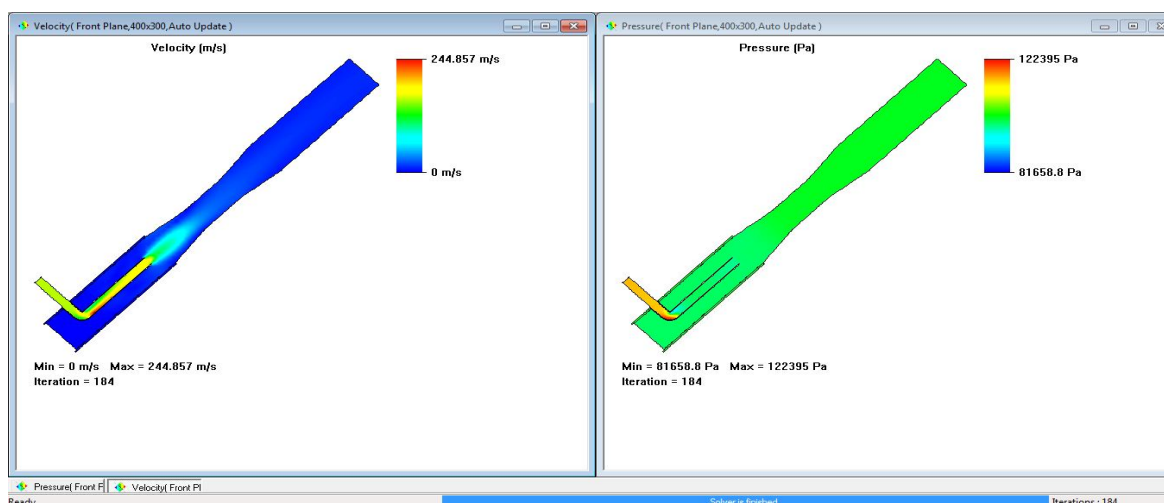 Velocity( Front Plane,400x300,Auto Update )
Velocity (m/s)
244.857 m/s
0 m/s
Min = 0 m/s Max = 244.857 m/s
Iteration = 184
Pressure( Front Plane,400x300,Auto Update )
Pressure (Pa)
122395 Pa
81658.8 Pa
Min = 81658.8 Pa Max = 122395 Pa
Iteration = 184
Pressure( Front F Velocity( Front Pl
Ready Solver is finished. Iterations : 184